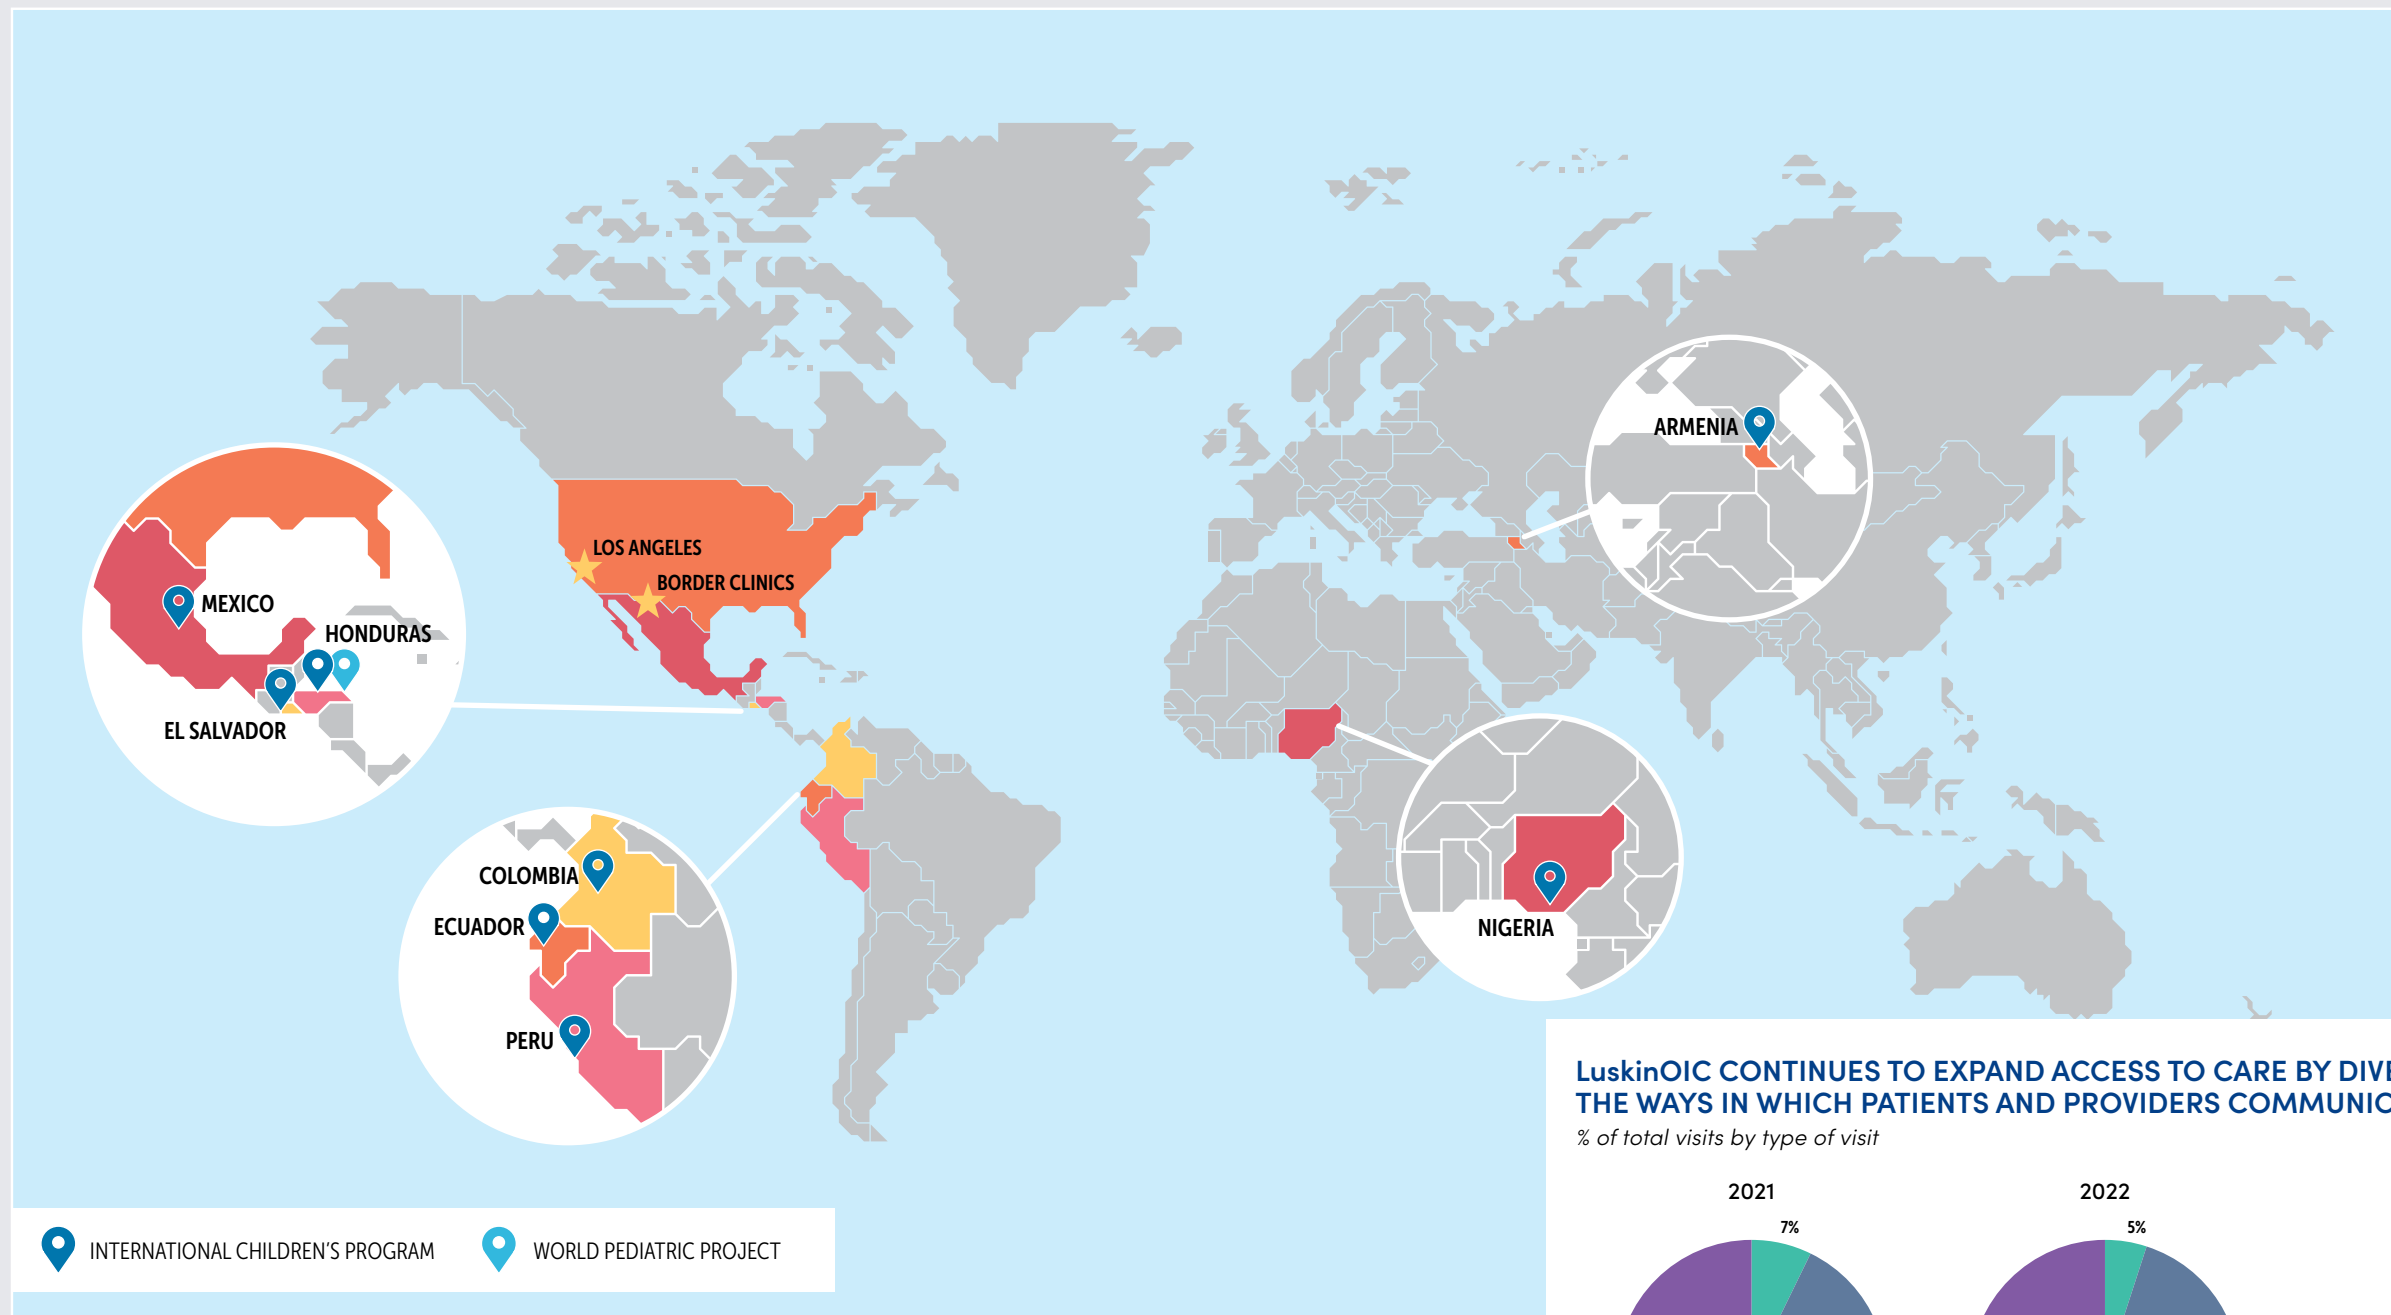 LOS ANGELES
BORDER CLINICS
ARMENIA
MEXICO
HONDURAS
EL SALVADOR
COLOMBIA
ECUADOR
PERU
NIGERIA
LuskinOIC CONTINUES TO EXPAND ACCESS TO CARE BY
THE WAYS IN WHICH PATIENTS AND PROVIDERS
% of total visits by type of visit
2021
2022
7%
5%
INTERNATIONAL CHILDREN'S PROGRAM
WORLD PEDIATRIC PROJECT